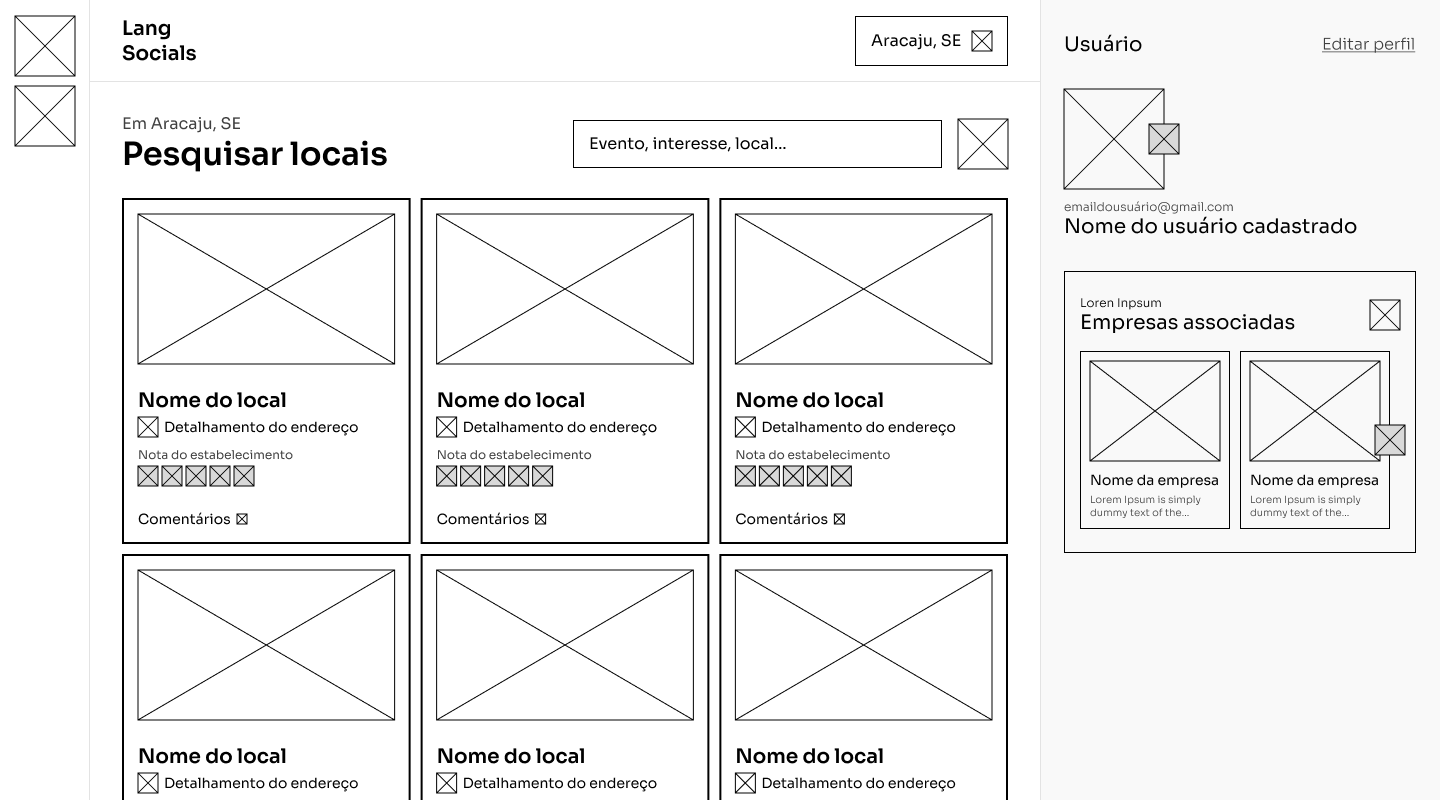 Lang
Socials
Aracaju, SE
Em Aracaju, SE
Pesquisar locais
Evento, interesse, local...
Nome do local
Detalhamento do endereço
Nota do estabelecimento
Comentários
Nome do local
Detalhamento do endereço
Nota do estabelecimento
Comentários
Nome do local
Detalhamento do endereço
Nota do estabelecimento
Comentários
Nome do local
Detalhamento do endereço
Nome do local
Detalhamento do endereço
Nome do local
Detalhamento do endereço
Usuário
Editar perfil
emaildousuário@gmail.com
Nome do usuário cadastrado
Loren Inpsum
Empresas associadas
Nome da empresa
Lorem Ipsum is simply
dummy text of the...
Nome da empresa
Lorem Ipsum is simply
dummy text of the...